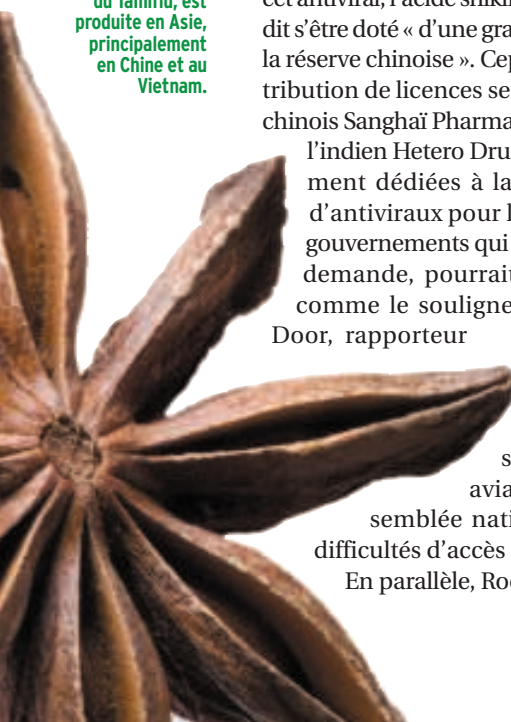 du Tamiflu, est
produite en Asie,
principalement
en Chine et au
Vietnam.
cet antiviral, l'acide shiki
dit s'être doté « d'une gra
la réserve chinoise ». Cep
tribution de licences se
chinois Sanghaï Pharma
l'indien Hetero Dru
ment dédiées à la
d'antiviraux pour l
gouvernements qui
demande, pourrait
comme le souligne
Door, rapporteur
s
avia
semblée nati
difficultés d'accès
En parallèle, Roc